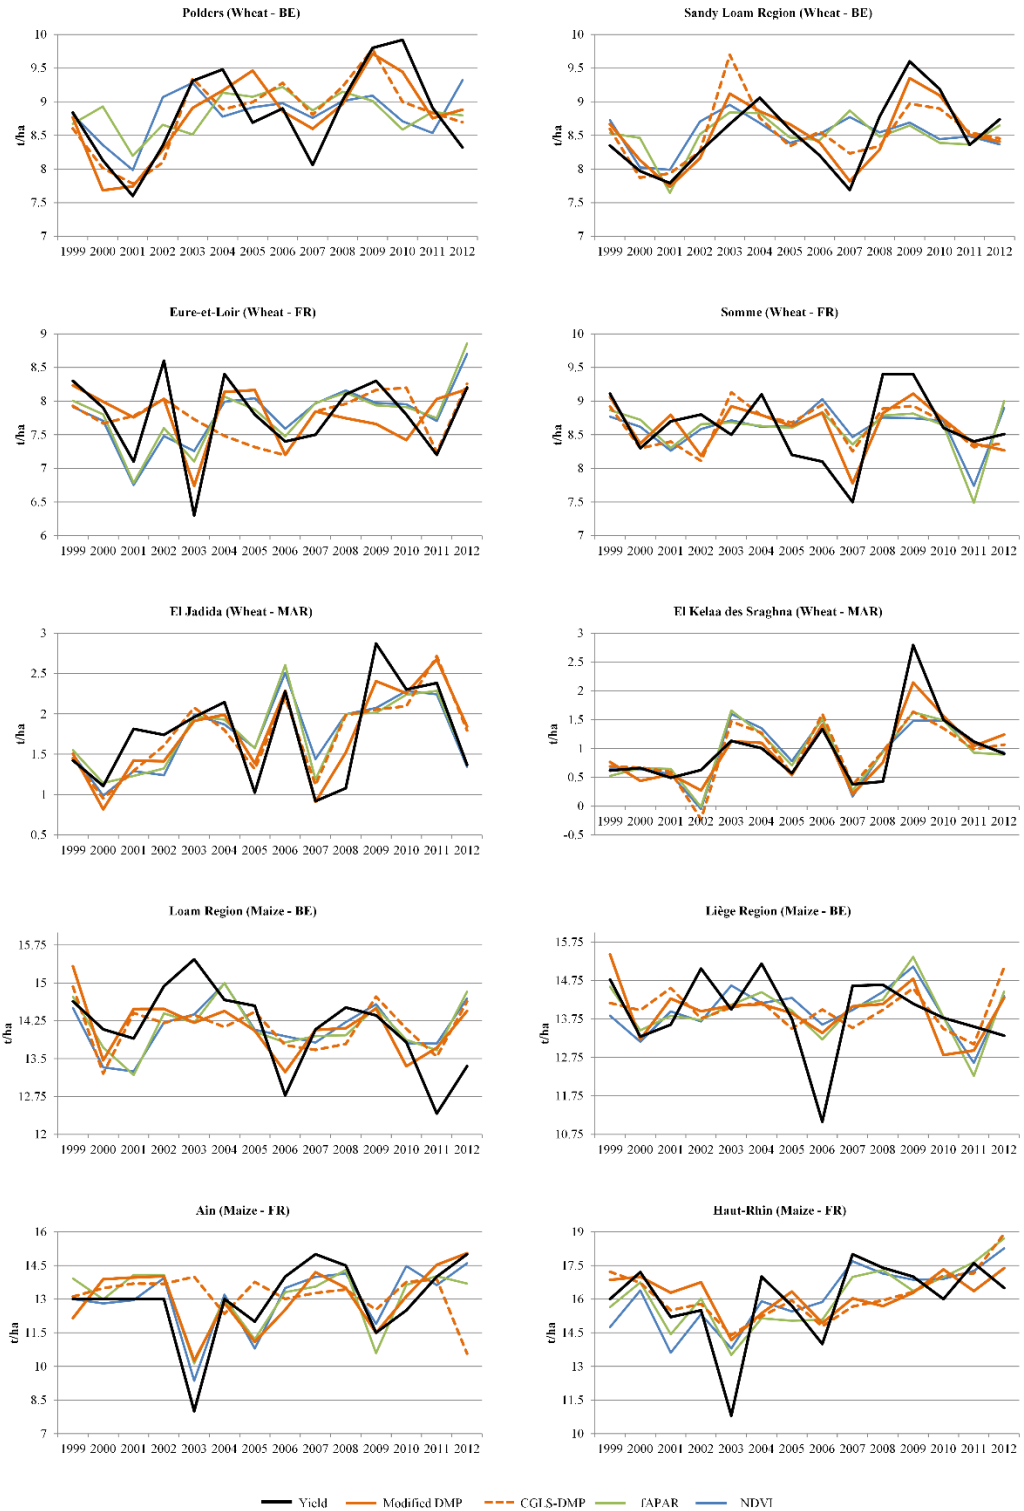 Polders (Wheat - BE)
10
9.5
9
8.5
8
7.5
7
t/ha
1999 2000 2001 2002 2003 2004 2005 2006 2007 2008 2009 2010 2011 2012
Sandy Loam Region (Wheat - BE)
10
9.5
9
8.5
8
7.5
7
t/ha
1999 2000 2001 2002 2003 2004 2005 2006 2007 2008 2009 2010 2011 2012
Eure-et-Loir (Wheat - FR)
9
8.5
8
7.5
7
6.5
6
t/ha
1999 2000 2001 2002 2003 2004 2005 2006 2007 2008 2009 2010 2011 2012
Somme (Wheat - FR)
10
9.5
9
8.5
8
7.5
7
t/ha
1999 2000 2001 2002 2003 2004 2005 2006 2007 2008 2009 2010 2011 2012
El Jadida (Wheat - MAR)
3
2.5
2
1.5
1
0.5
t/ha
1999 2000 2001 2002 2003 2004 2005 2006 2007 2008 2009 2010 2011 2012
El Kelaa des Sraghna (Wheat - MAR)
3
2.5
2
1.5
1
0.5
0
-0.5
t/ha
1999 2000 2001 2002 2003 2004 2005 2006 2007 2008 2009 2010 2011 2012
Loam Region (Maize - BE)
15.75
15
14.25
13.5
12.75
12
t/ha
1999 2000 2001 2002 2003 2004 2005 2006 2007 2008 2009 2010 2011 2012
Liège Region (Maize - BE)
15.75
14.75
13.75
12.75
11.75
10.75
t/ha
1999 2000 2001 2002 2003 2004 2005 2006 2007 2008 2009 2010 2011 2012
Ain (Maize - FR)
16
14.5
13
11.5
10
8.5
7
t/ha
1999 2000 2001 2002 2003 2004 2005 2006 2007 2008 2009 2010 2011 2012
Haut-Rhin (Maize - FR)
19
17.5
16
14.5
13
11.5
10
t/ha
1999 2000 2001 2002 2003 2004 2005 2006 2007 2008 2009 2010 2011 2012
Yield Modified DMP CGLS-DMP fAPAR NDVI